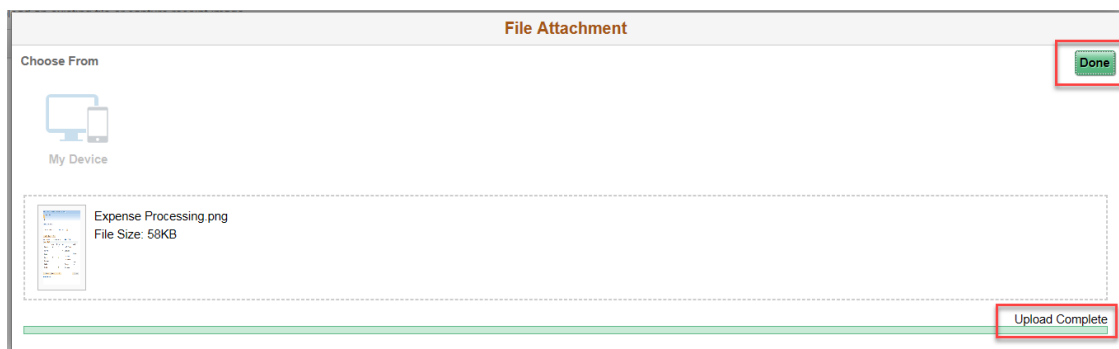 File Attachment
Choose From
Done
My Device
Expense Processing.png
File Size: 58KB
Upload Complete